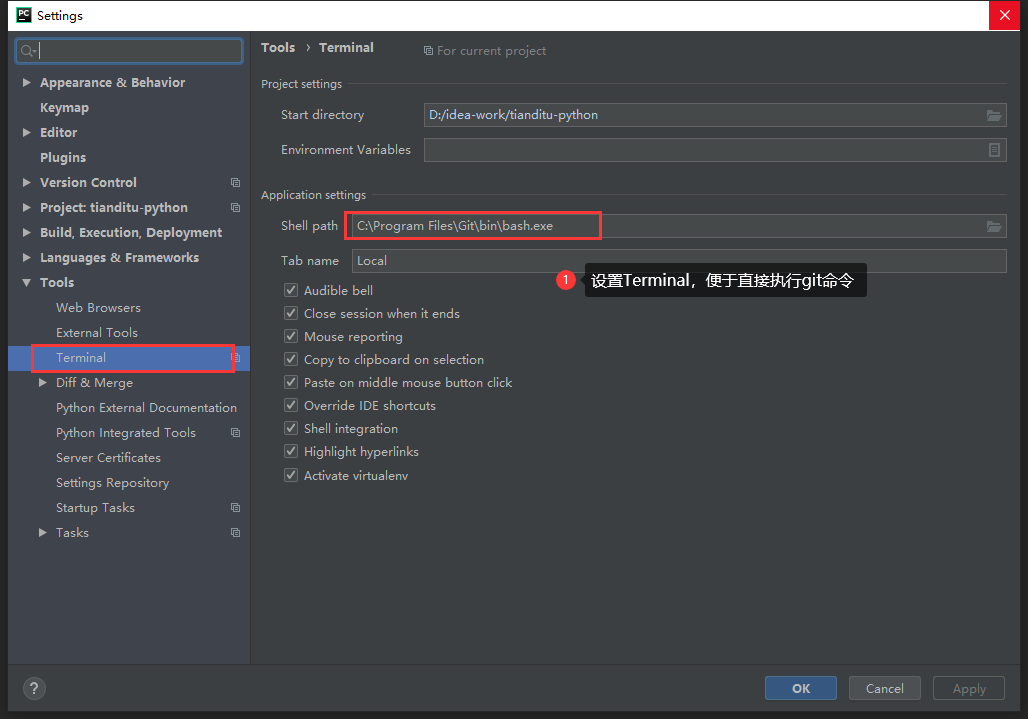 PC Settings
Appearance & Behavior
Keymap
Editor
Plugins
Version Control
Project: tianditu-python
Build, Execution, Deployment
Languages & Frameworks
Tools
Web Browsers
External Tools
Terminal
Diff & Merge
Python External Documentation
Python Integrated Tools
Server Certificates
Settings Repository
Startup Tasks
Tasks
Tools › Terminal For current project
Project settings
Start directory D:/idea-work/tianditu-python
Environment Variables
Application settings
Shell path C:\Program Files\Git\bin\bash.exe
Tab name Local
1 设置Terminal，便于直接执行git命令
Audible bell
Close session when it ends
Mouse reporting
Copy to clipboard on selection
Paste on middle mouse button click
Override IDE shortcuts
Shell integration
Highlight hyperlinks
Activate virtualenv
? OK Cancel Apply